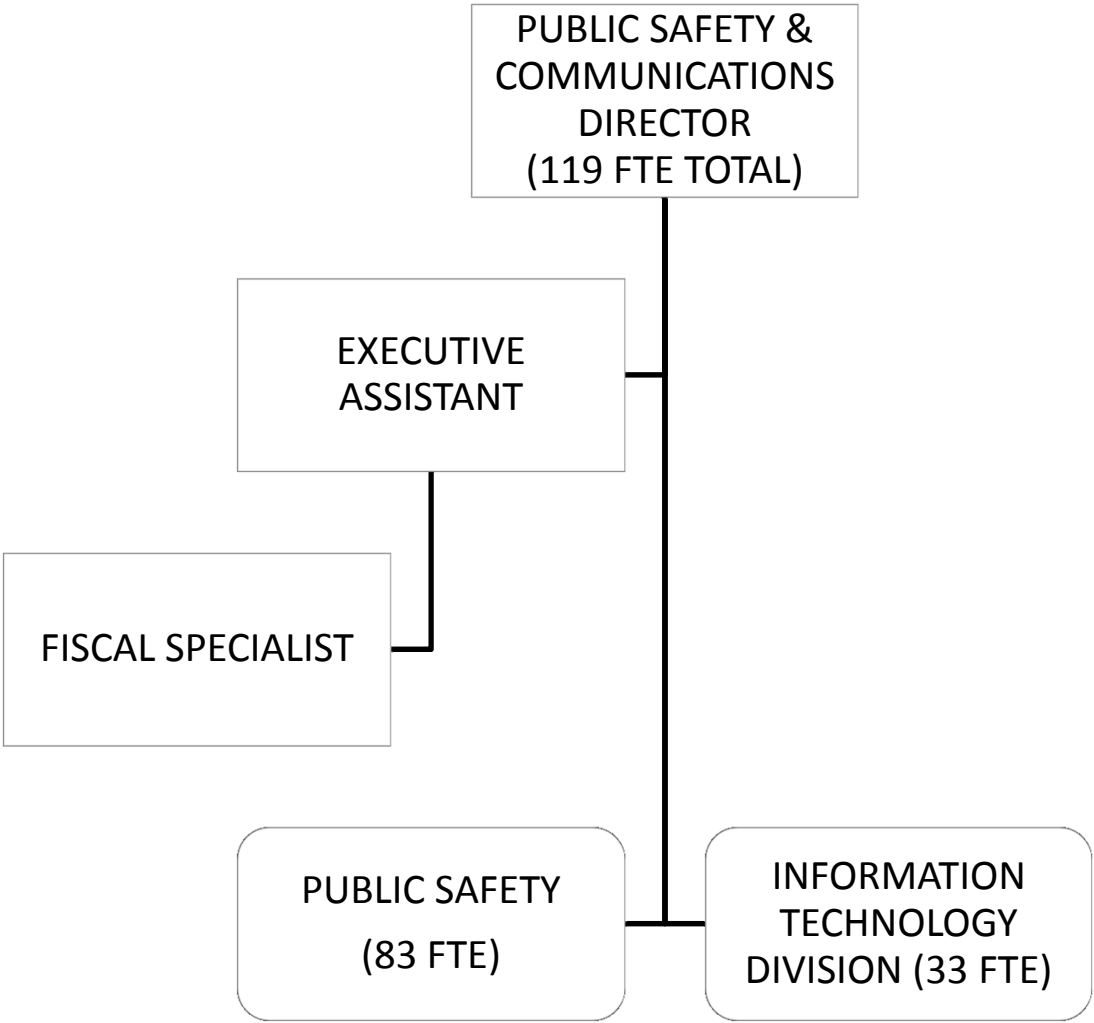 PUBLIC SAFETY &
COMMUNICATIONS
DIRECTOR
(119 FTE TOTAL)
EXECUTIVE
ASSISTANT
FISCAL SPECIALIST
PUBLIC SAFETY
(83 FTE)
INFORMATION
TECHNOLOGY
DIVISION (33 FTE)